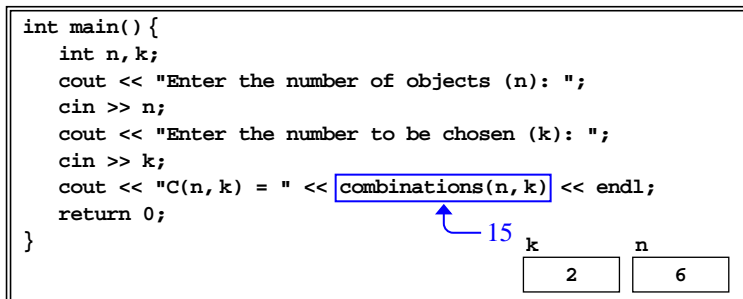 int main() {
int n, k;
cout << "Enter the number of objects (n): ";
cin >> n;
cout << "Enter the number to be chosen (k): ";
cin >> k;
cout << "C(n, k) = " << combinations(n, k) << endl;
return 0;
}
15
k n
2 6